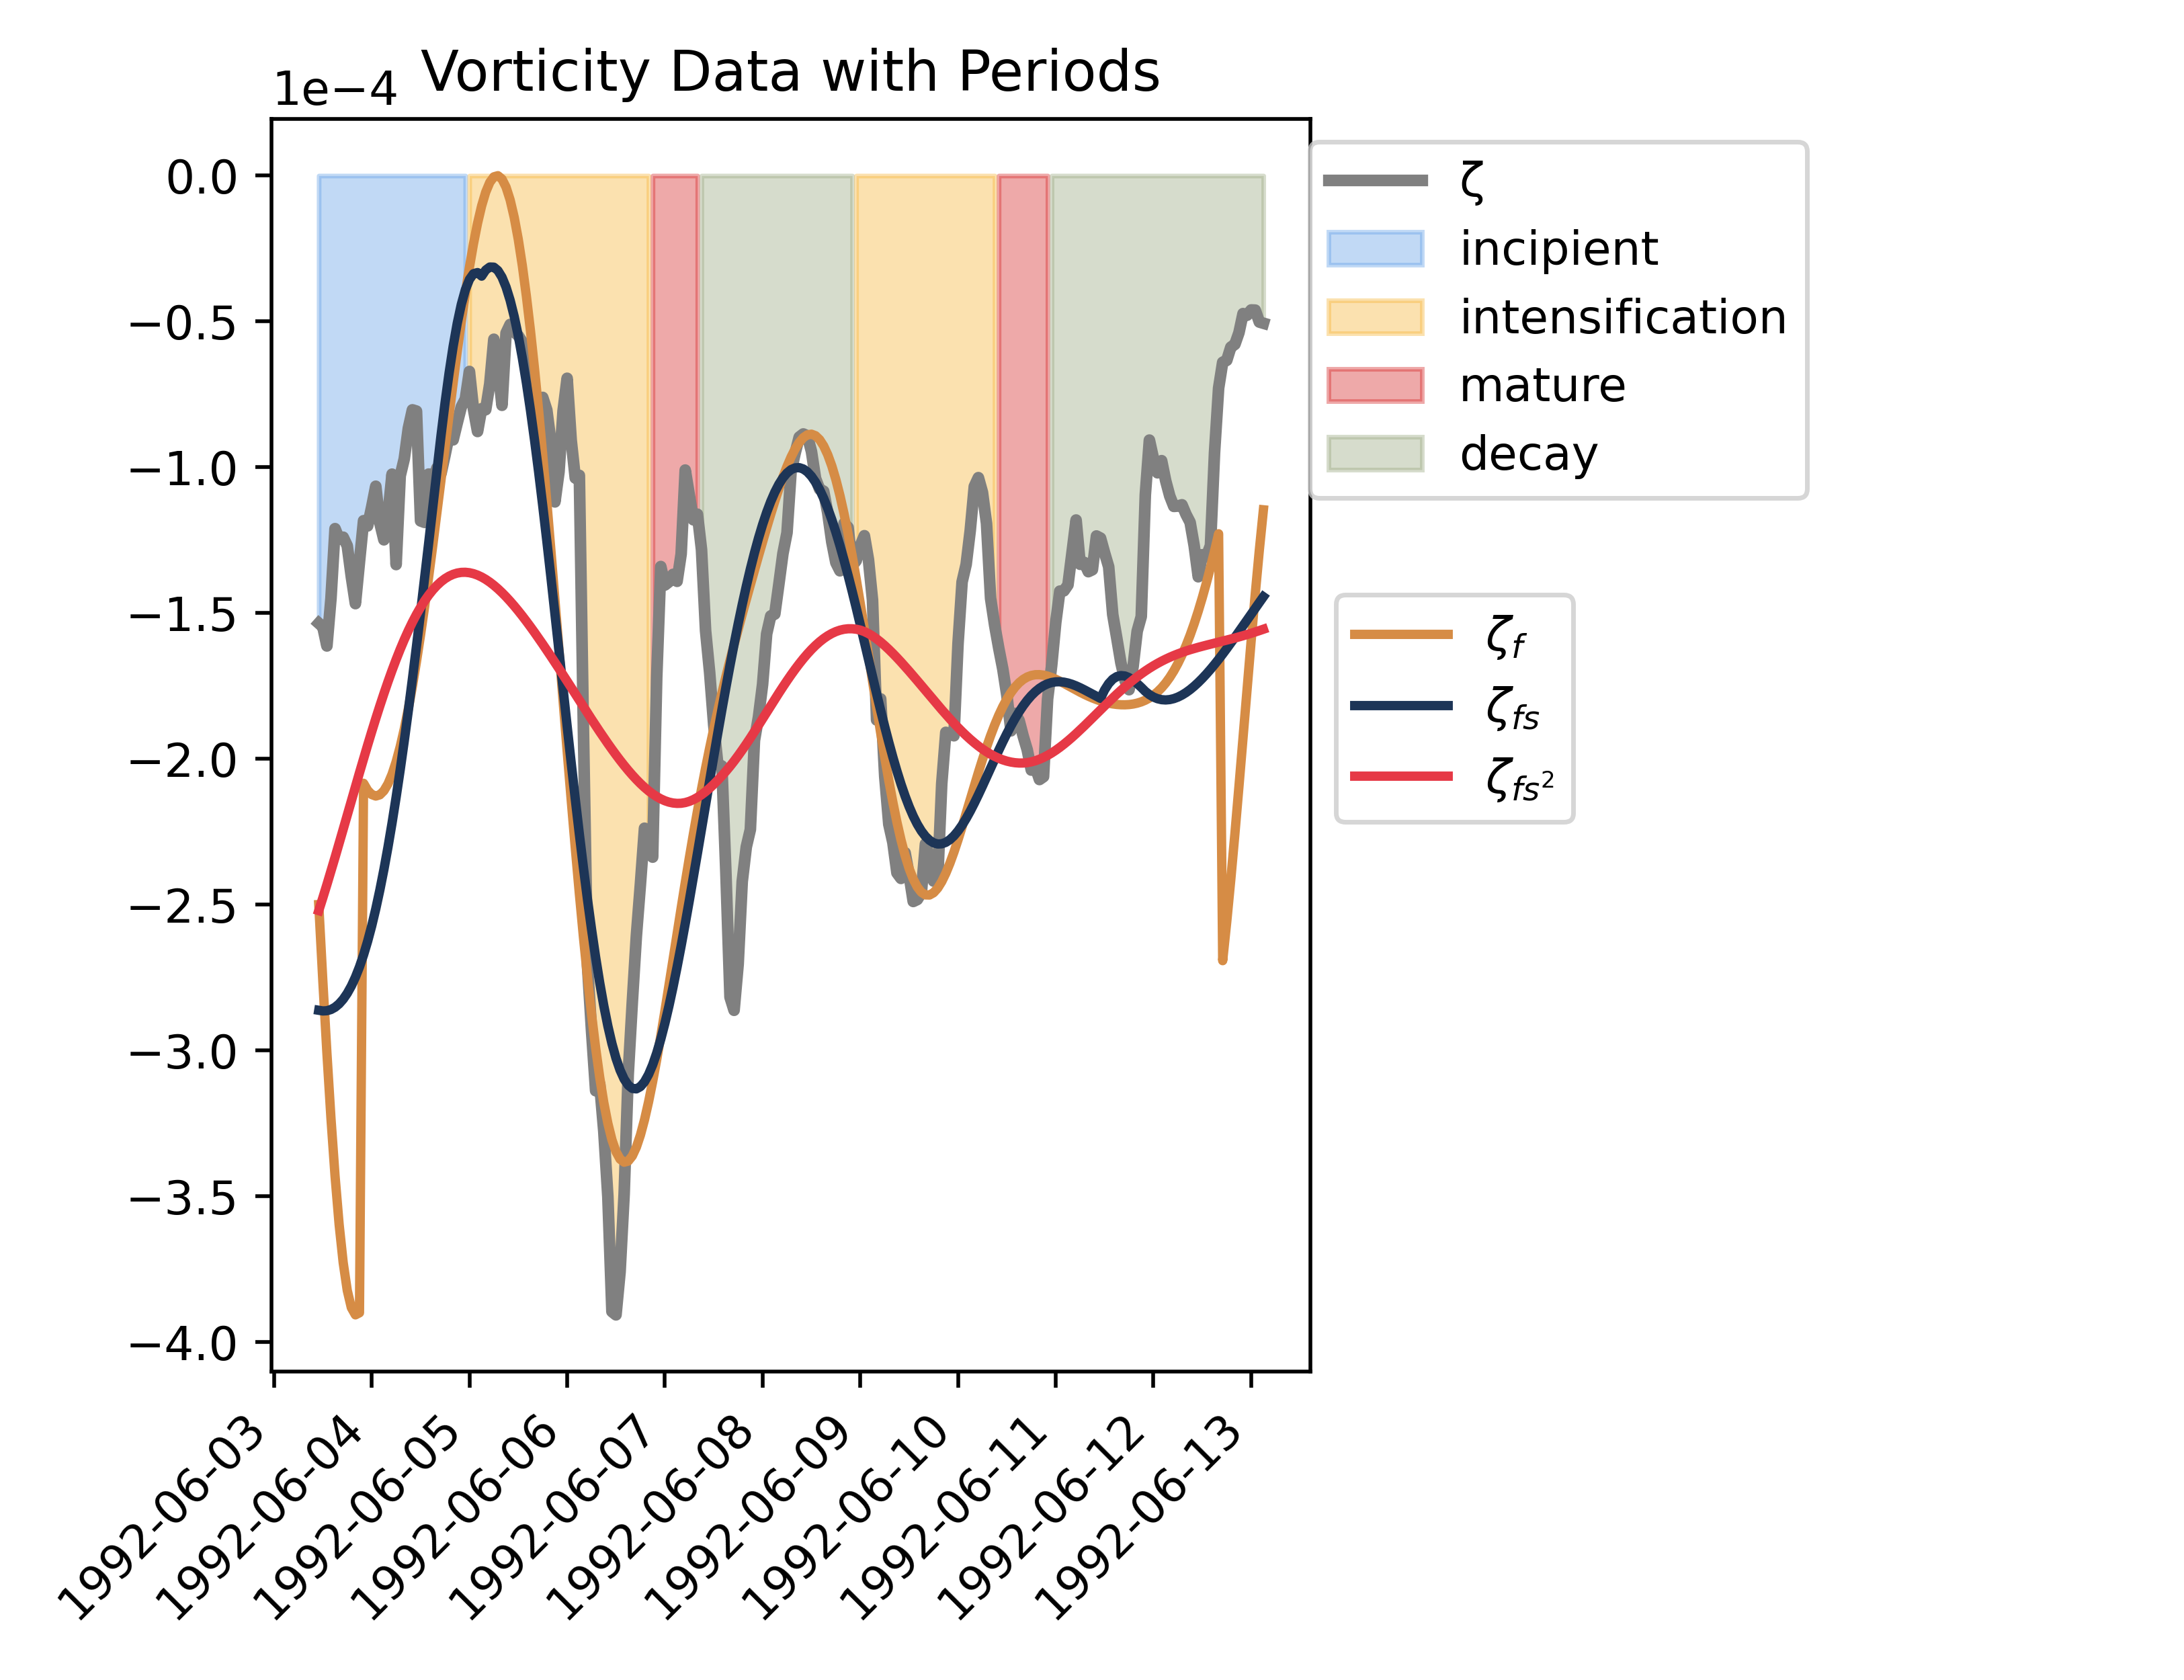 Vorticity Data with Periods
1e−4
0.0
−0.5
−1.0
−1.5
−2.0
−2.5
−3.0
−3.5
−4.0
1992-06-03
1992-06-04
1992-06-05
1992-06-06
1992-06-07
1992-06-08
1992-06-09
1992-06-10
1992-06-11
1992-06-12
1992-06-13
ζ
incipient
intensification
mature
decay
ζf
ζfs
ζfs²